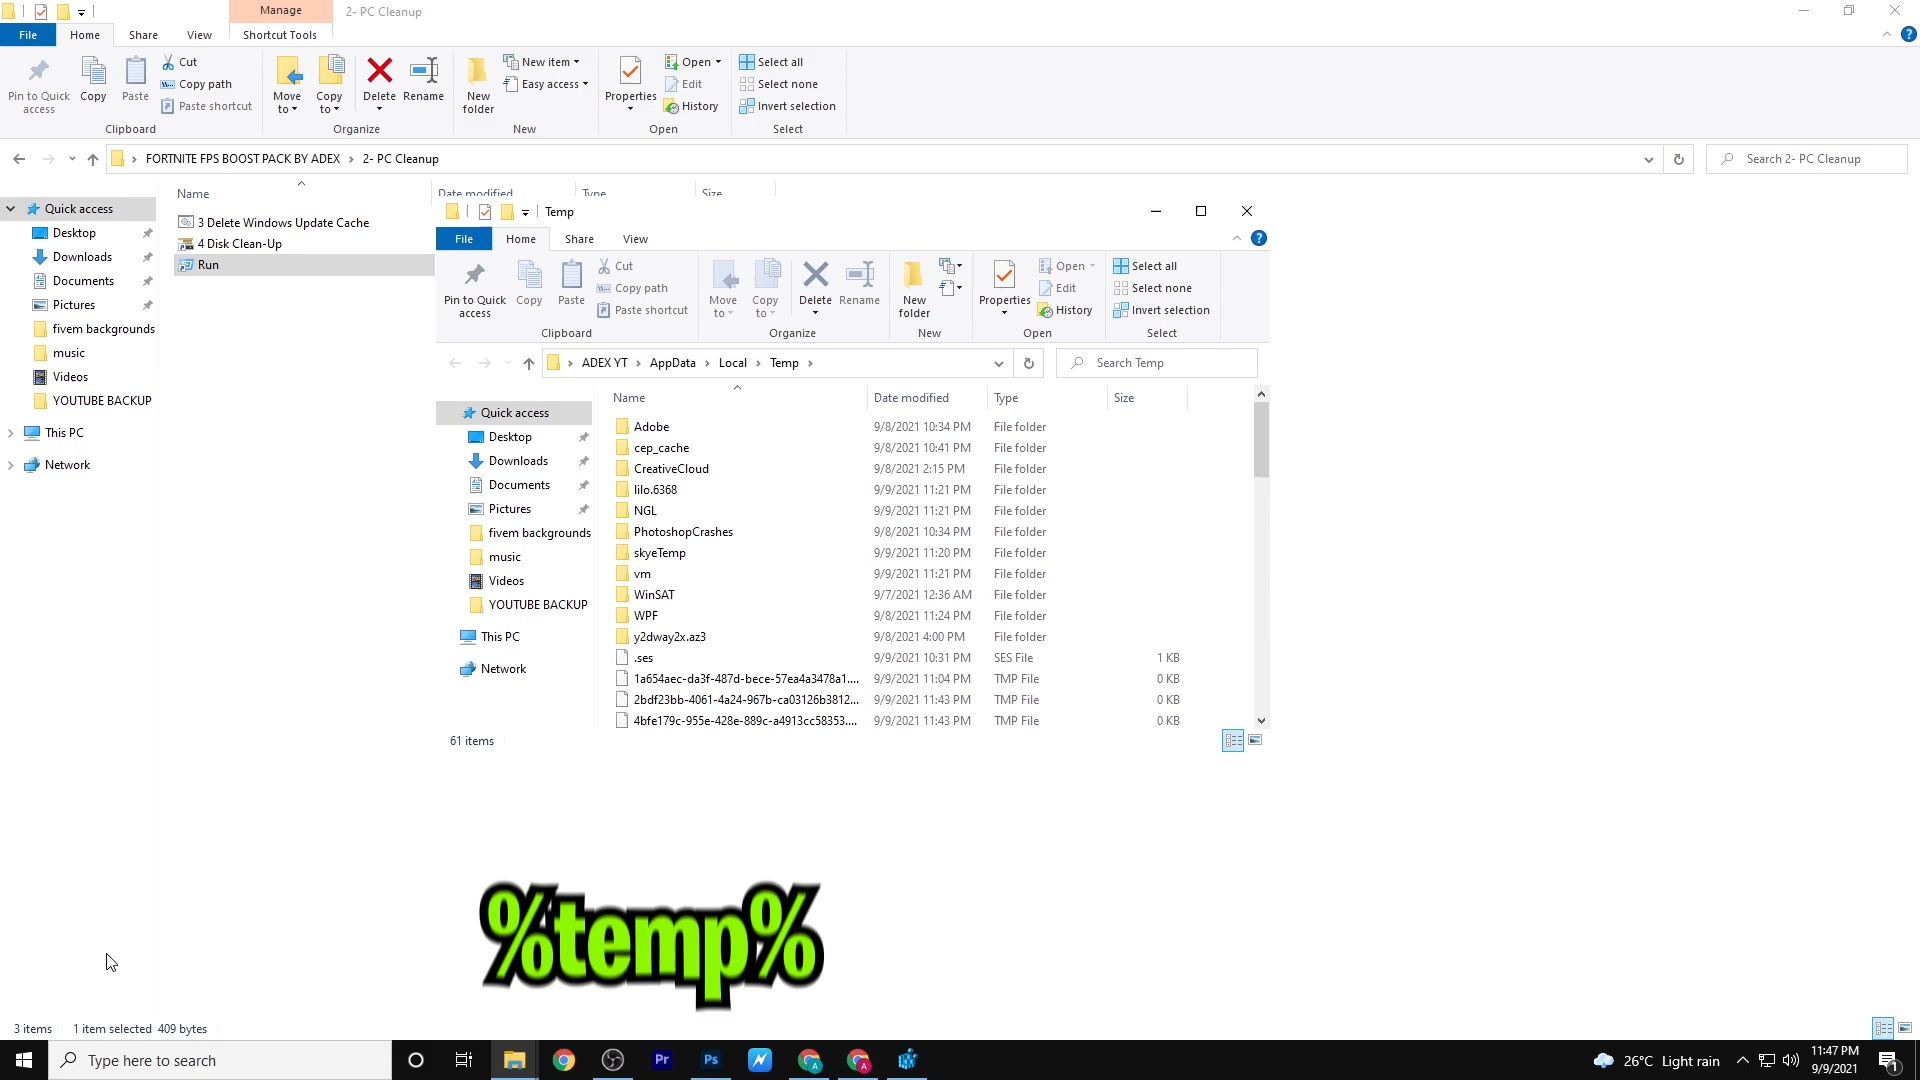 Manage
2- PC Cleanup
File
Home
Share
View
Shortcut Tools
Pin to Quick access
Copy
Paste
Cut
Copy path
Paste shortcut
Move to
Copy to
Delete
Rename
New folder
New item
Easy access
Properties
Open
Edit
History
Select all
Select none
Invert selection
Clipboard
Organize
New
Open
Select
FORTNITE FPS BOOST PACK BY ADEX
2- PC Cleanup
Search 2- PC Cleanup
Name
Date modified
Type
Size
Quick access
Desktop
Downloads
Documents
Pictures
fivem backgrounds
music
Videos
YOUTUBE BACKUP
This PC
Network
3 Delete Windows Update Cache
4 Disk Clean-Up
Run
Temp
File
Home
Share
View
Pin to Quick access
Copy
Paste
Cut
Copy path
Paste shortcut
Move to
Copy to
Delete
Rename
New folder
Properties
Open
Edit
History
Select all
Select none
Invert selection
Clipboard
Organize
New
Open
Select
ADEX YT
AppData
Local
Temp
Search Temp
Quick access
Desktop
Downloads
Documents
Pictures
fivem backgrounds
music
Videos
YOUTUBE BACKUP
This PC
Network
Name Date modified Type Size
Adobe 9/8/2021 10:34 PM File folder
cep_cache 9/8/2021 10:41 PM File folder
CreativeCloud 9/8/2021 2:15 PM File folder
lilo.6368 9/9/2021 11:21 PM File folder
NGL 9/9/2021 11:21 PM File folder
PhotoshopCrashes 9/8/2021 10:34 PM File folder
skyeTemp 9/9/2021 11:20 PM File folder
vm 9/9/2021 11:21 PM File folder
WinSAT 9/7/2021 12:36 AM File folder
WPF 9/8/2021 11:24 PM File folder
y2dway2x.az3 9/8/2021 4:00 PM File folder
.ses 9/9/2021 10:31 PM SES File 1 KB
1a654aec-da3f-487d-bece-57ea4a3478a1.... 9/9/2021 11:04 PM TMP File 0 KB
2bdf23bb-4061-4a24-967b-ca03126b3812... 9/9/2021 11:43 PM TMP File 0 KB
4bfe179c-955e-428e-889c-a4913cc58353.... 9/9/2021 11:43 PM TMP File 0 KB
61 items
%temp%
3 items 1 item selected 409 bytes
Type here to search
Pr
Ps
A
A
26°C Light rain
11:47 PM
9/9/2021
1